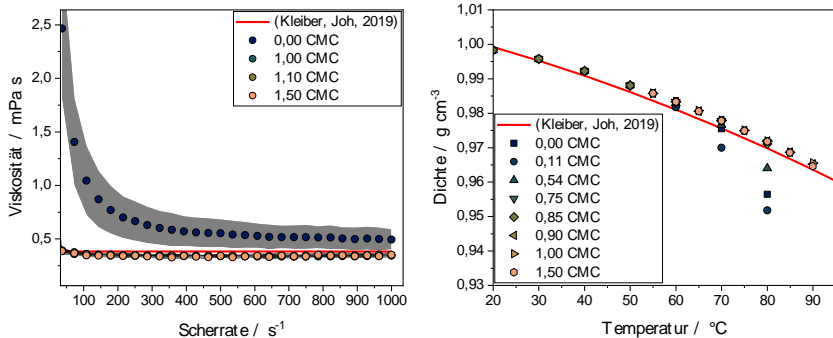 2,5
2,0
1,5
1,0
0,5
100 200 300 400 500 600 700 800 900 1000
Viskosität / mPa s
Scherrate / s⁻¹
(Kleiber, Joh, 2019)
0,00 CMC
1,00 CMC
1,10 CMC
1,50 CMC
1,00
0,99
0,98
0,97
0,96
0,95
0,94
0,93
20 30 40 50 60 70 80 90
Dichte / g cm⁻³
Temperatur / °C
(Kleiber, Joh, 2019)
0,00 CMC
0,11 CMC
0,54 CMC
0,75 CMC
0,85 CMC
0,90 CMC
1,00 CMC
1,50 CMC